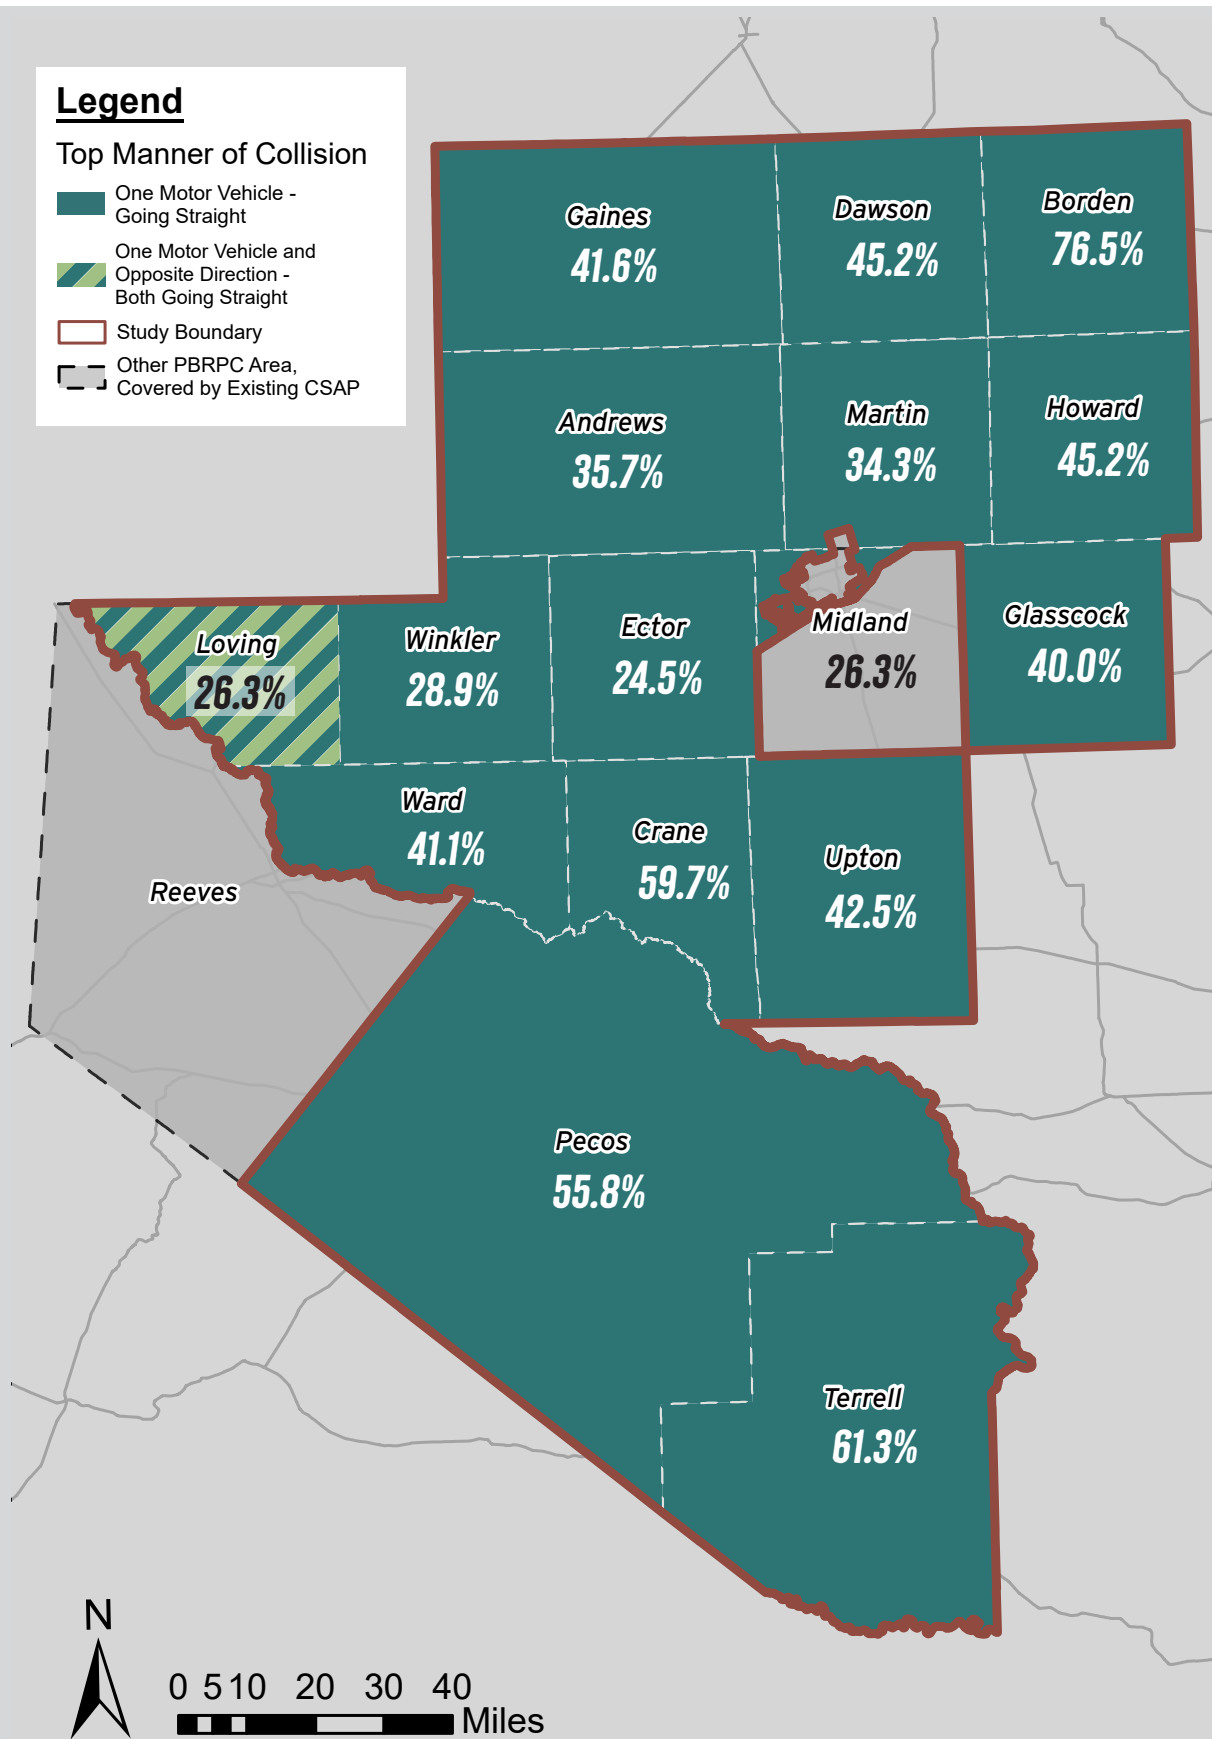 Legend
Top Manner of Collision
One Motor Vehicle -
Going Straight
One Motor Vehicle and
Opposite Direction -
Both Going Straight
Study Boundary
Other PBRPC Area,
Covered by Existing CSAP
Gaines
41.6%
Dawson
45.2%
Borden
76.5%
Andrews
35.7%
Martin
34.3%
Howard
45.2%
Loving
26.3%
Winkler
28.9%
Ector
24.5%
Midland
26.3%
Glasscock
40.0%
Ward
41.1%
Crane
59.7%
Upton
42.5%
Reeves
Pecos
55.8%
Terrell
61.3%
N
0 5 10 20 30 40
Miles